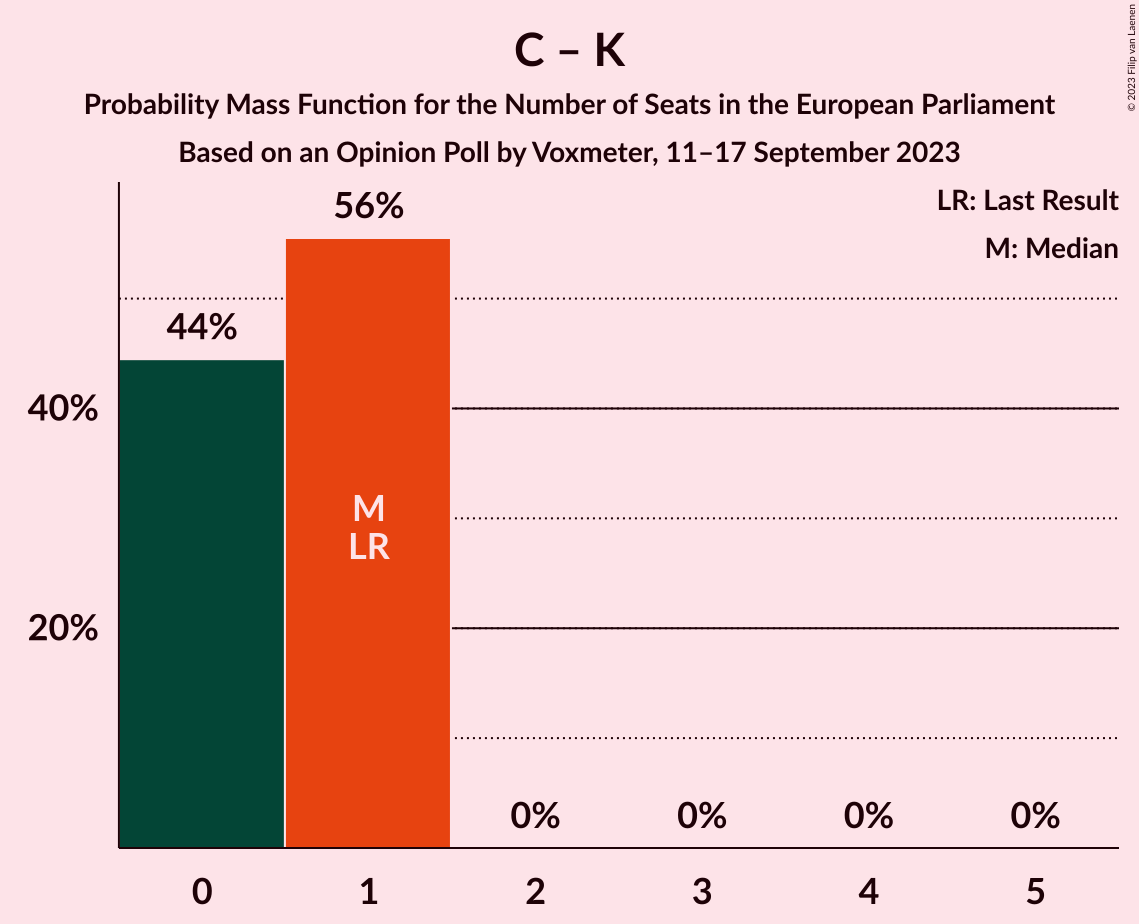 C – K
Probability Mass Function for the Number of Seats in the European Parliament
Based on an Opinion Poll by Voxmeter, 11–17 September 2023
© 2023 Filip van Laenen
LR: Last Result
M: Median
56%
44%
40%
M
LR
20%
0% 0% 0% 0%
0 1 2 3 4 5